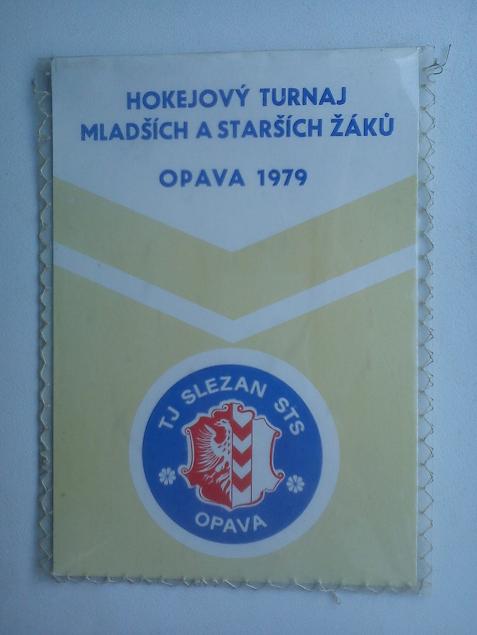 HOKEJOVÝ TURNAJ
MLADŠÍCH A STARŠÍCH ŽÁKŮ
OPAVA 1979
TJ SLEZAN STS
OPAVA